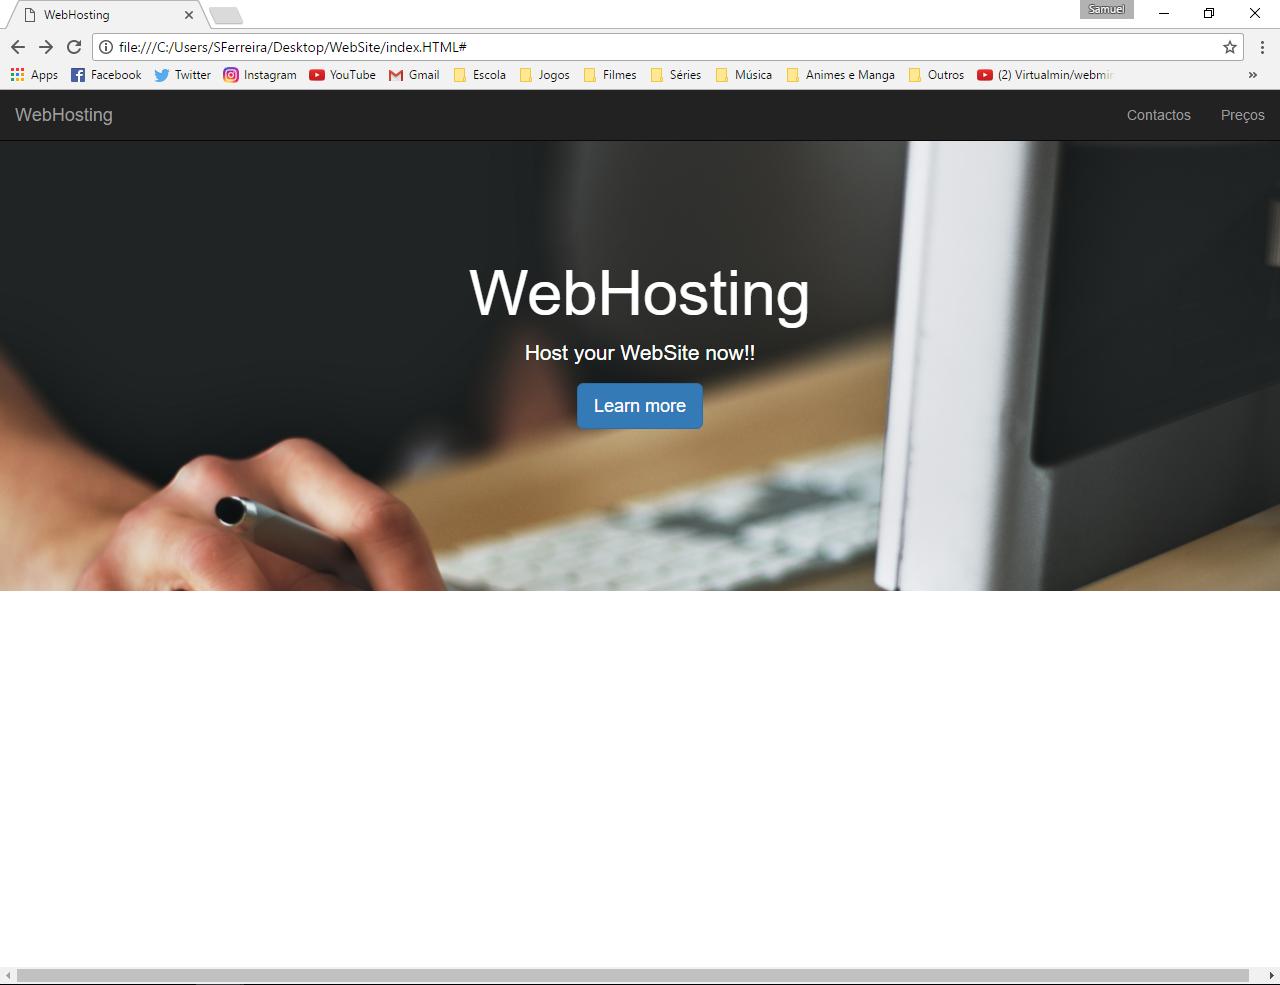 WebHosting
Samuel
file:///C:/Users/SFerreira/Desktop/WebSite/index.HTML#
Apps Facebook Twitter Instagram YouTube Gmail Escola Jogos Filmes Séries Música Animes e Manga Outros (2) Virtualmin/webmin
WebHosting Contactos Preços
WebHosting
Host your WebSite now!!
Learn more